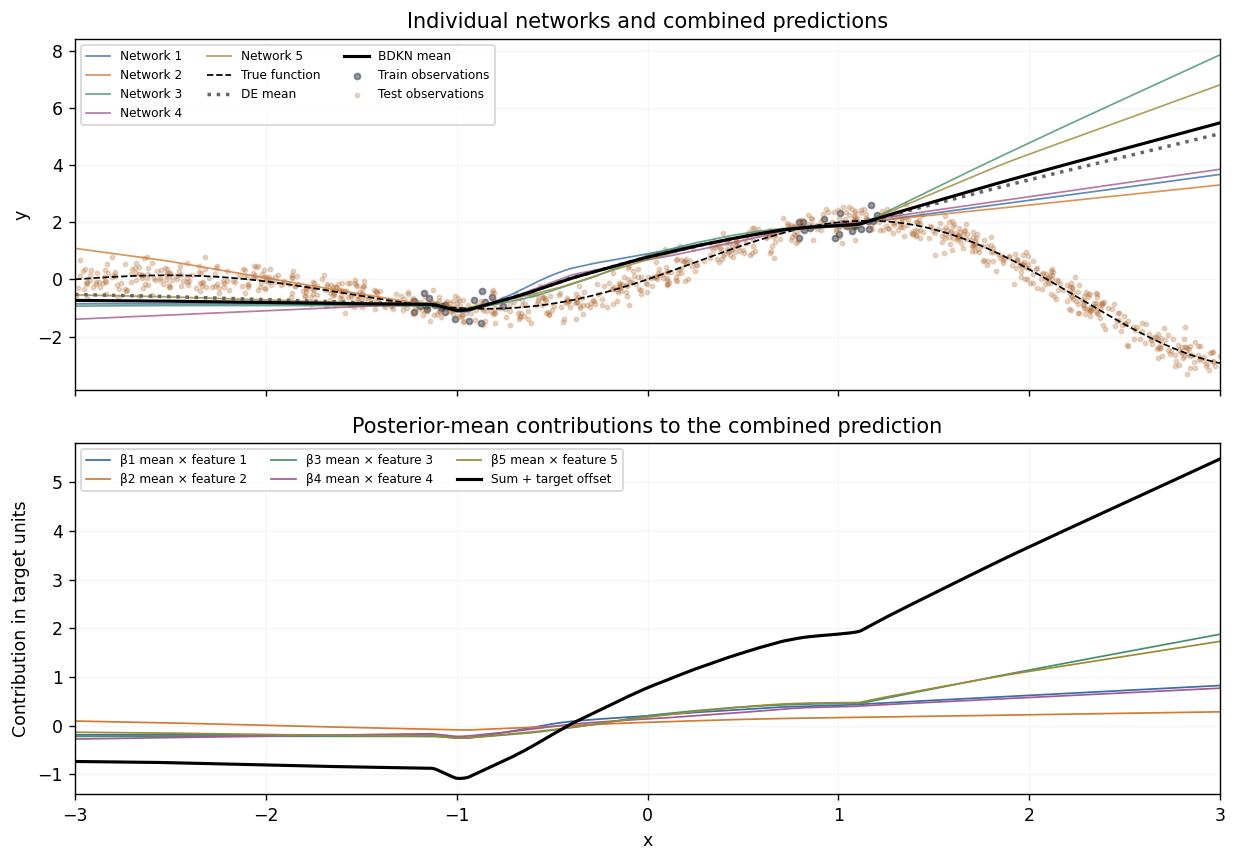 Individual networks and combined predictions
Network 1
Network 2
Network 3
Network 4
Network 5
True function
DE mean
BDKN mean
Train observations
Test observations
8
6
4
2
0
−2
y
Posterior-mean contributions to the combined prediction
β1 mean × feature 1
β2 mean × feature 2
β3 mean × feature 3
β4 mean × feature 4
β5 mean × feature 5
Sum + target offset
5
4
3
2
1
0
−1
Contribution in target units
−3
−2
−1
0
1
2
3
x